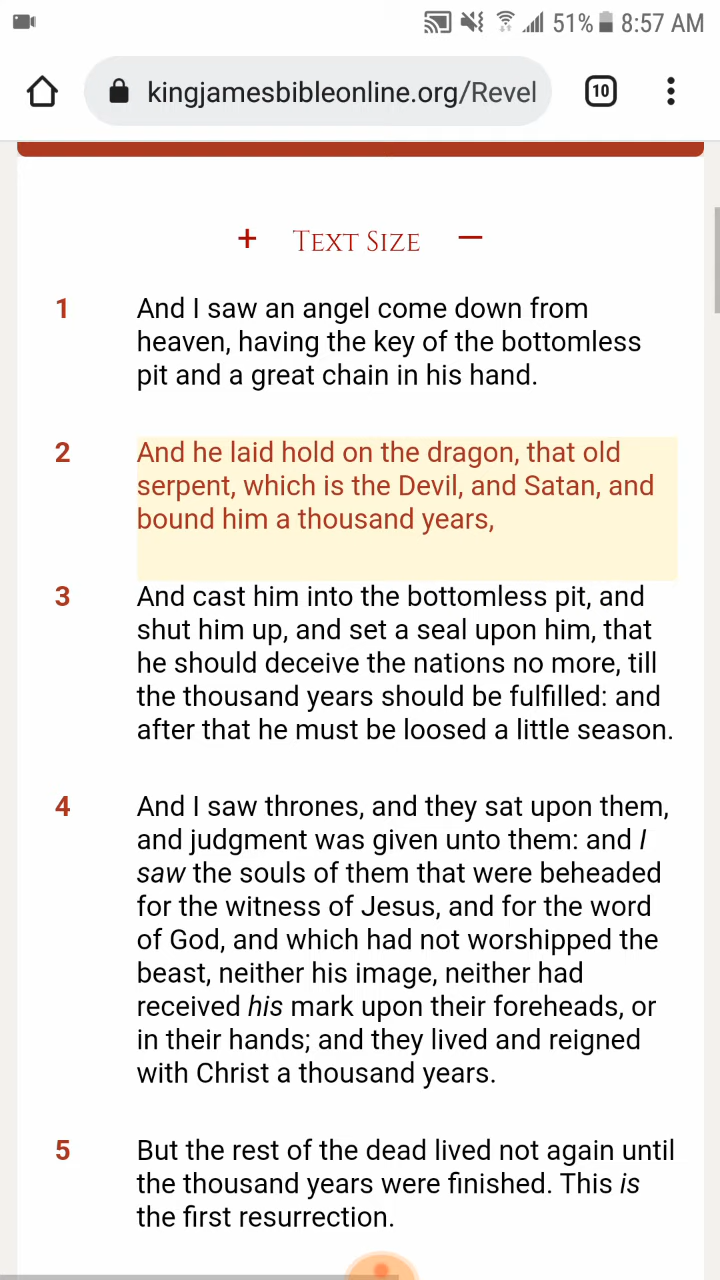 51% 8:57 AM
kingjamesbibleonline.org/Revel
10
+ TEXT SIZE −
1 And I saw an angel come down from
heaven, having the key of the bottomless
pit and a great chain in his hand.
2 And he laid hold on the dragon, that old
serpent, which is the Devil, and Satan, and
bound him a thousand years,
3 And cast him into the bottomless pit, and
shut him up, and set a seal upon him, that
he should deceive the nations no more, till
the thousand years should be fulfilled: and
after that he must be loosed a little season.
4 And I saw thrones, and they sat upon them,
and judgment was given unto them: and I
saw the souls of them that were beheaded
for the witness of Jesus, and for the word
of God, and which had not worshipped the
beast, neither his image, neither had
received his mark upon their foreheads, or
in their hands; and they lived and reigned
with Christ a thousand years.
5 But the rest of the dead lived not again until
the thousand years were finished. This is
the first resurrection.